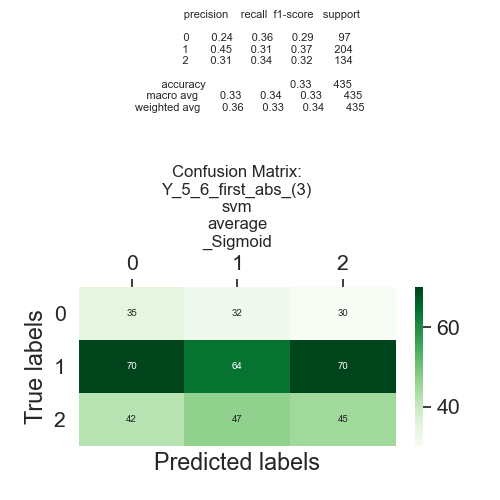 precision recall f1-score support
0 0.24 0.36 0.29 97
1 0.45 0.31 0.37 204
2 0.31 0.34 0.32 134
accuracy 0.33 435
macro avg 0.33 0.34 0.33 435
weighted avg 0.36 0.33 0.34 435
Confusion Matrix:
Y_5_6_first_abs_(3)
svm
average
_Sigmoid
0 1 2
0 35 32 30
60
1 70 64 70
True labels
40
2 42 47 45
Predicted labels